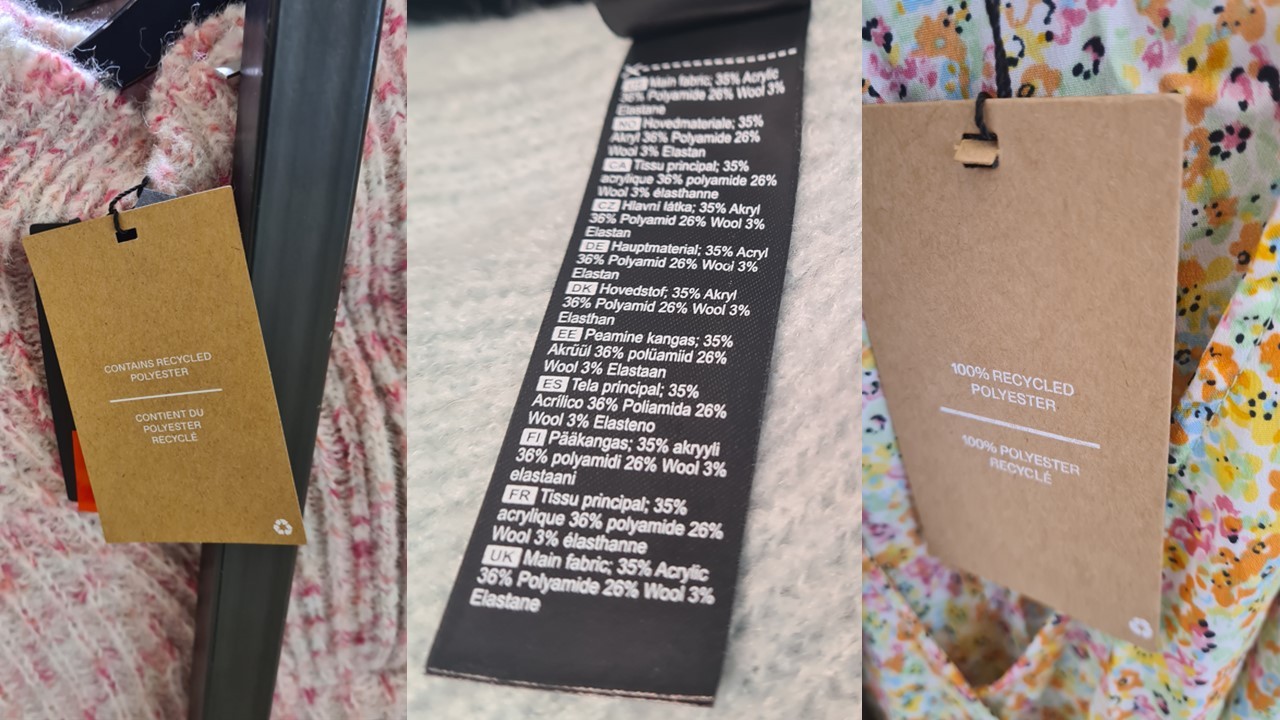 CONTAINS RECYCLED
POLYESTER
CONTIENT DU
POLYESTER
RECYCLÉ
Main fabric; 35% Acrylic
36% Polyamide 26% Wool 3%
Elastane
NO Hovedmateriale; 35%
Akryl 36% Polyamide 26%
Wool 3% Elastan
CA Tissu principal; 35%
acrylique 36% polyamide 26%
Wool 3% élasthanne
CZ Hlavní látka; 35% Akryl
36% Polyamid 26% Wool 3%
Elastan
DE Hauptmaterial; 35% Acryl
36% Polyamid 26% Wool 3%
Elastan
DK Hovedstof; 35% Akryl
36% Polyamid 26% Wool 3%
Elasthan
EE Peamine kangas; 35%
Akrüül 36% polüamiid 26%
Wool 3% Elastaan
ES Tela principal; 35%
Acrílico 36% Poliamida 26%
Wool 3% Elasteno
FI Pääkangas; 35% akryyli
36% polyamidi 26% Wool 3%
elastaani
FR Tissu principal; 35%
acrylique 36% polyamide 26%
Wool 3% élasthanne
UK Main fabric; 35% Acrylic
36% Polyamide 26% Wool 3%
Elastane
100% RECYCLED
POLYESTER
100% POLYESTER
RECYCLÉ